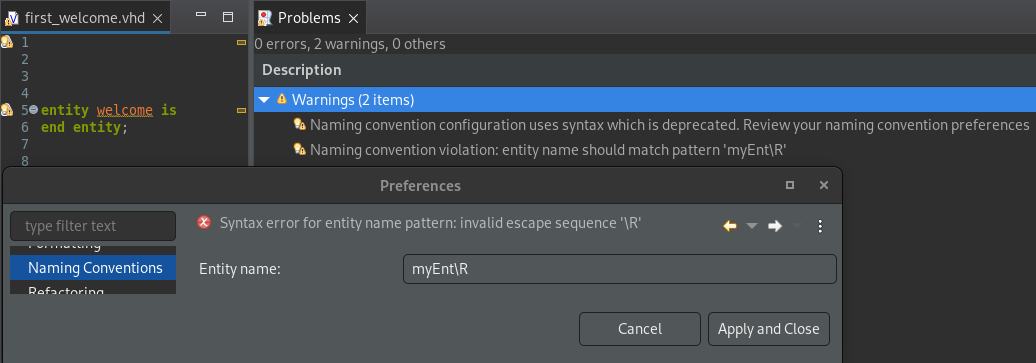 first_welcome.vhd
Problems
0 errors, 2 warnings, 0 others
Description
Warnings (2 items)
Naming convention configuration uses syntax which is deprecated. Review your naming convention preferences
Naming convention violation: entity name should match pattern 'myEnt\R'
1
2
3
4
5 entity welcome is
6 end entity;
7
8
Preferences
type filter text
Syntax error for entity name pattern: invalid escape sequence '\R'
Formatting
Naming Conventions
Refactoring
Entity name:
myEnt\R
Cancel
Apply and Close